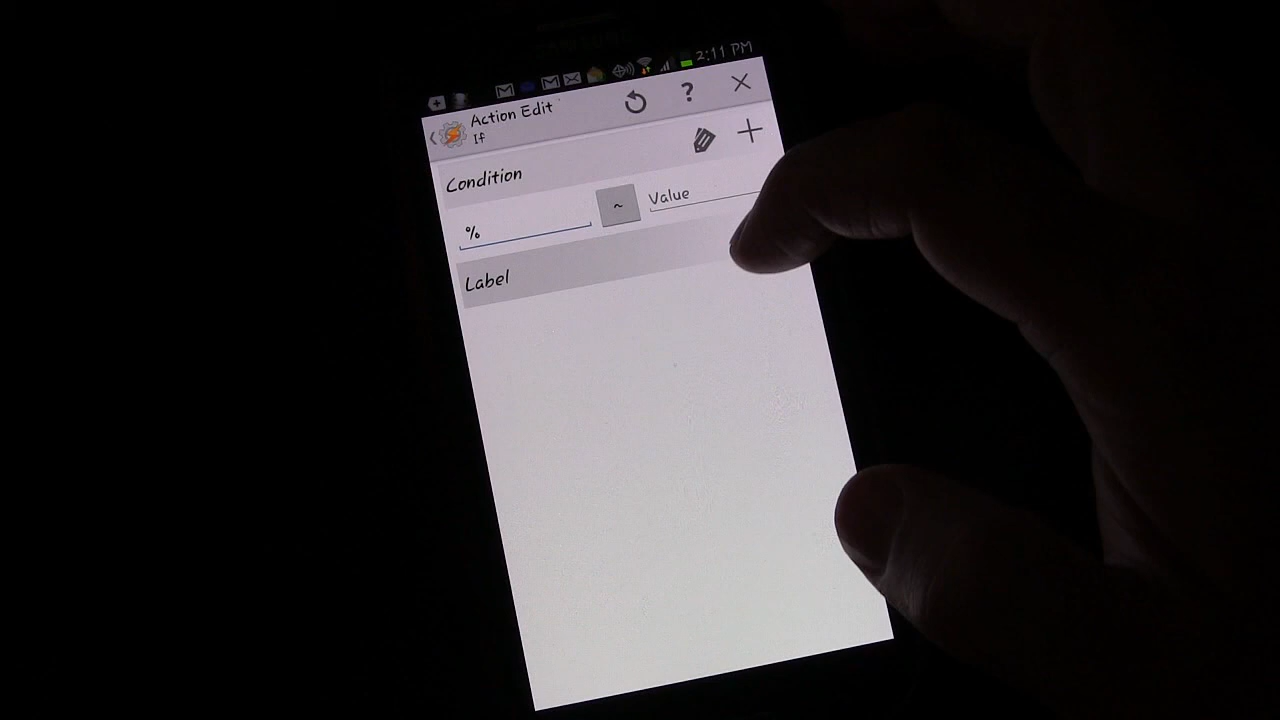 2:11 PM
Action Edit
If
Condition
% ~ Value
Label